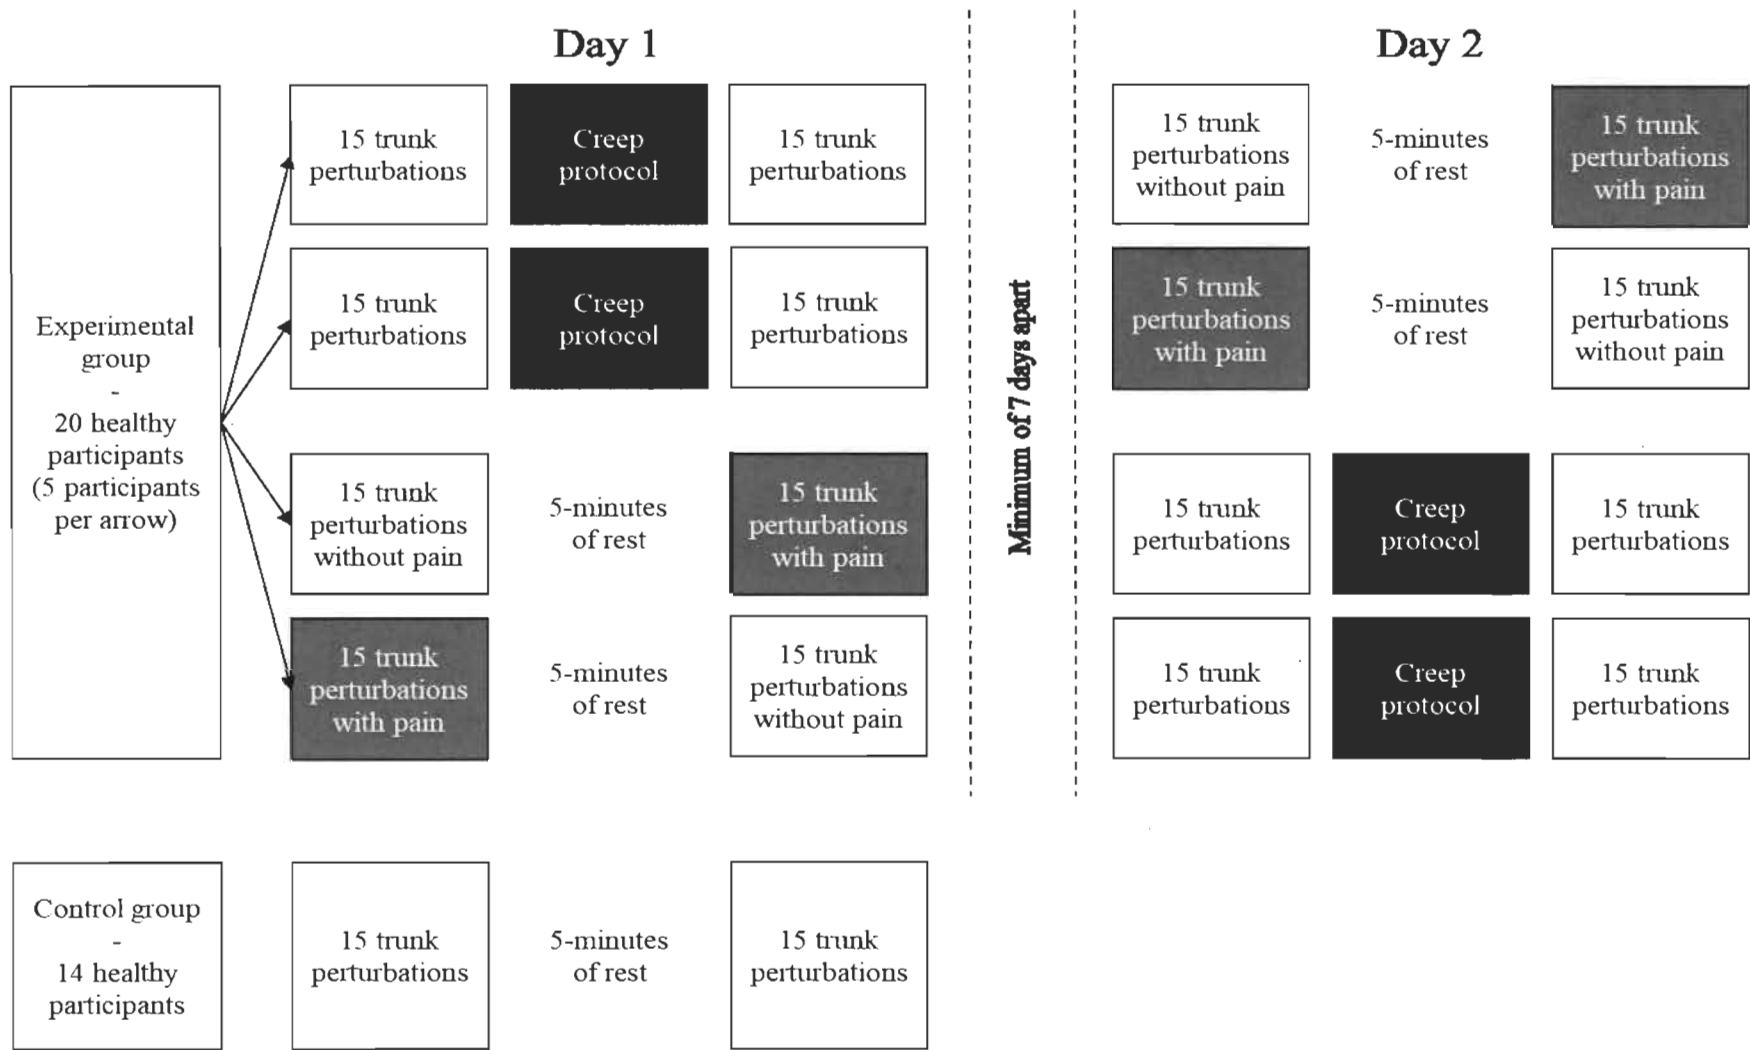 Day 1
Day 2
Experimental
group
-
20 healthy
participants
(5 participants
per arrow)
15 trunk
perturbations
Creep
protocol
15 trunk
perturbations
15 trunk
perturbations
without pain
5-minutes
of rest
15 trunk
perturbations
with pain
15 trunk
perturbations
Creep
protocol
15 trunk
perturbations
15 trunk
perturbations
with pain
5-minutes
of rest
15 trunk
perturbations
without pain
Minimum of 7 days apart
15 trunk
perturbations
without pain
5-minutes
of rest
15 trunk
perturbations
with pain
15 trunk
perturbations
Creep
protocol
15 trunk
perturbations
15 trunk
perturbations
with pain
5-minutes
of rest
15 trunk
perturbations
without pain
15 trunk
perturbations
Creep
protocol
15 trunk
perturbations
Control group
-
14 healthy
participants
15 trunk
perturbations
5-minutes
of rest
15 trunk
perturbations